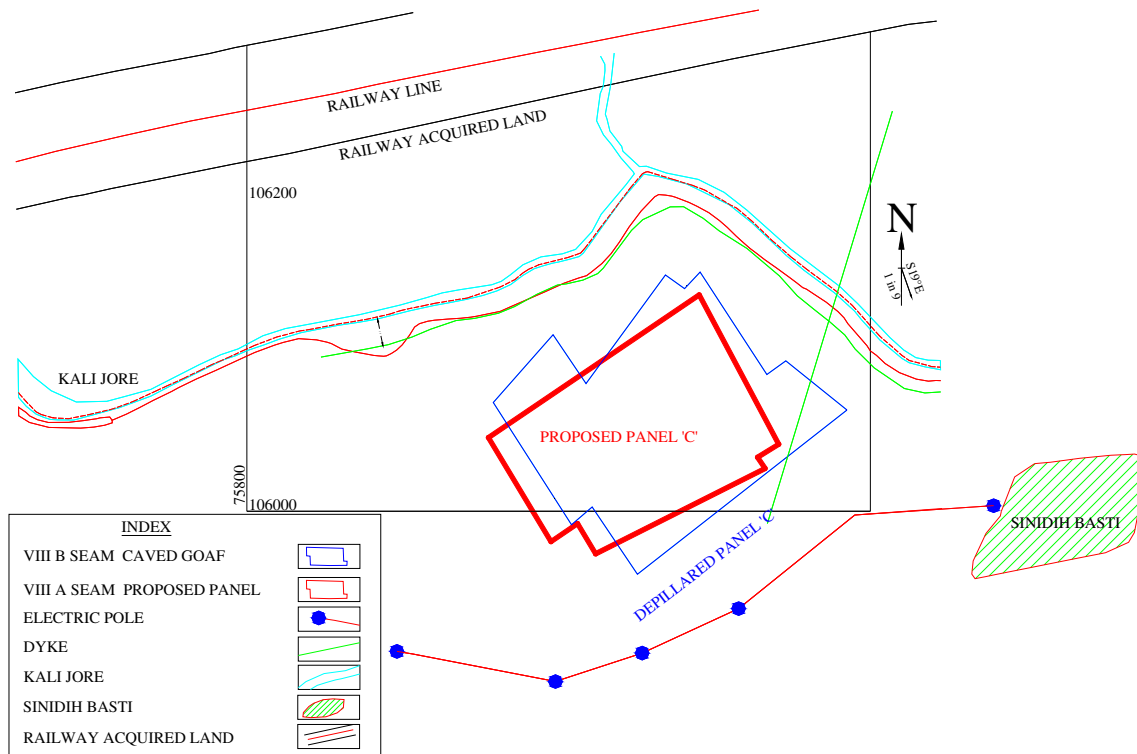 RAILWAY LINE
RAILWAY ACQUIRED LAND
106200
N
S19°E
1 in 9
KALI JORE
PROPOSED PANEL 'C'
75800
106000
DEPILLARED PANEL 'C'
SINIDIH BASTI
INDEX
VIII B SEAM CAVED GOAF
VIII A SEAM PROPOSED PANEL
ELECTRIC POLE
DYKE
KALI JORE
SINIDIH BASTI
RAILWAY ACQUIRED LAND